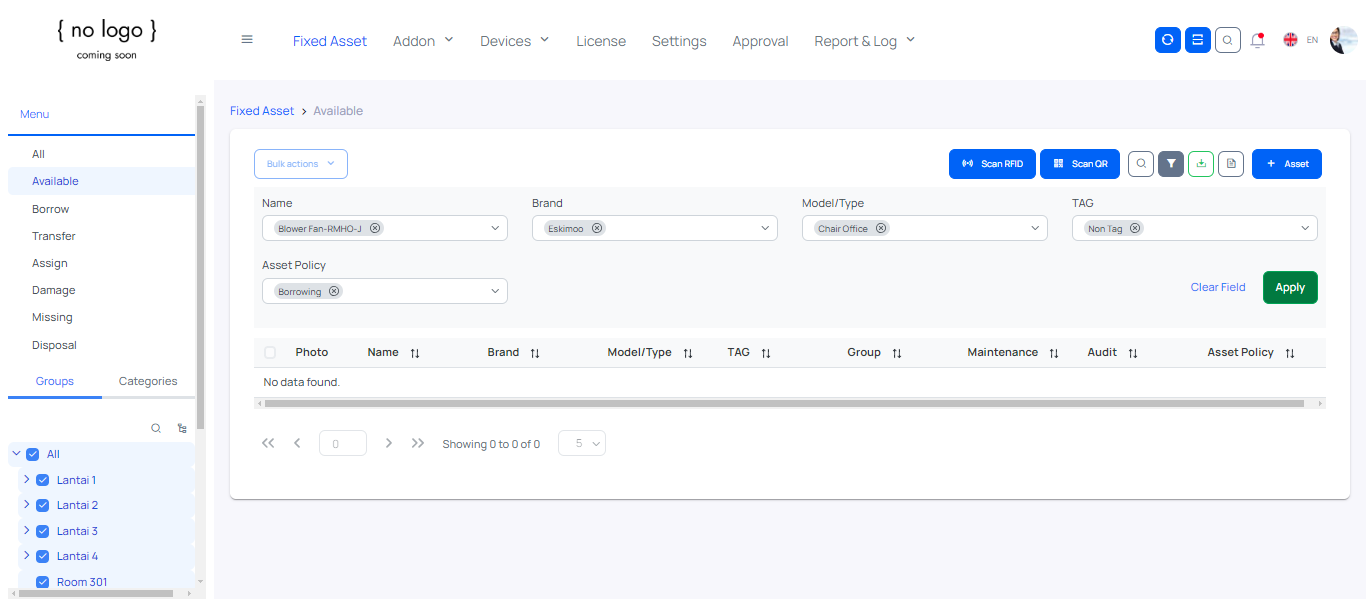 { no logo }
coming soon
Fixed Asset Addon Devices License Settings Approval Report & Log EN
Menu
All
Available
Borrow
Transfer
Assign
Damage
Missing
Disposal
Groups Categories
All
Lantai 1
Lantai 2
Lantai 3
Lantai 4
Room 301
Fixed Asset > Available
Bulk actions Scan RFID Scan QR + Asset
Name Brand Model/Type TAG
Blower Fan-RMHO-J Eskimoo Chair Office Non Tag
Asset Policy
Borrowing Clear Field Apply
Photo Name Brand Model/Type TAG Group Maintenance Audit Asset Policy
No data found.
0 Showing 0 to 0 of 0 5